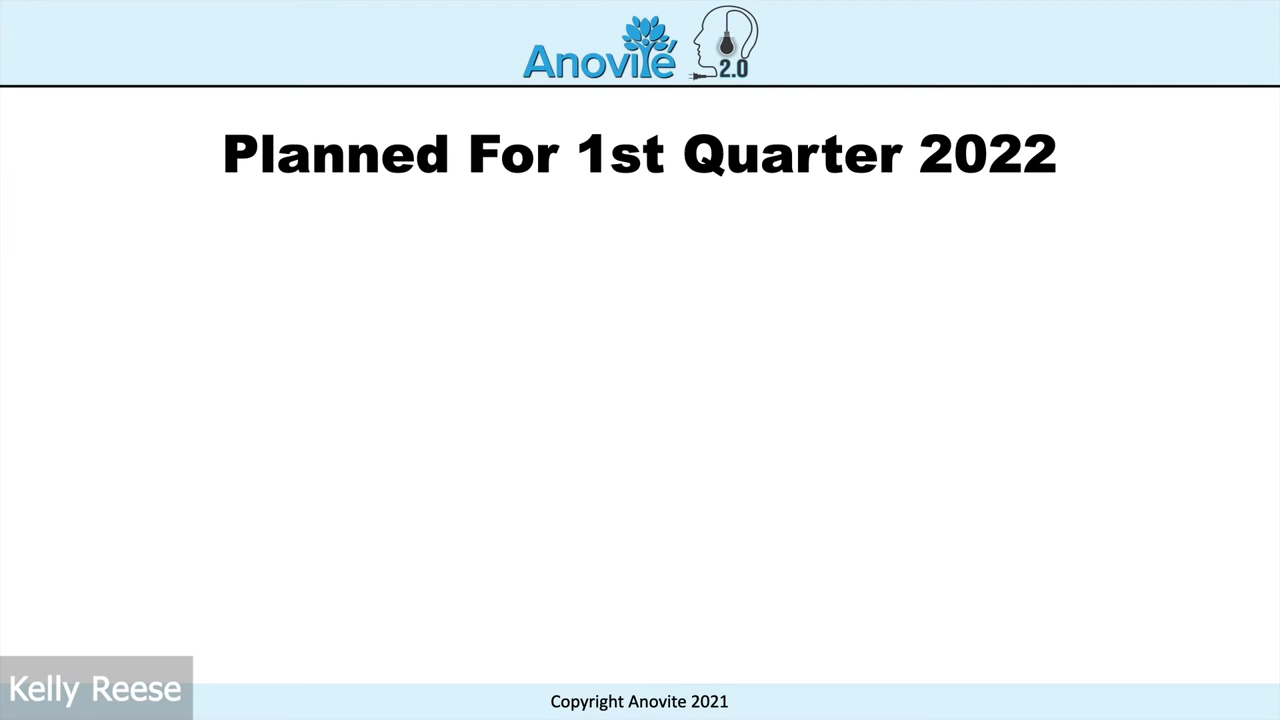 Anovite
2.0
Planned For 1st Quarter 2022
Kelly Reese
Copyright Anovite 2021